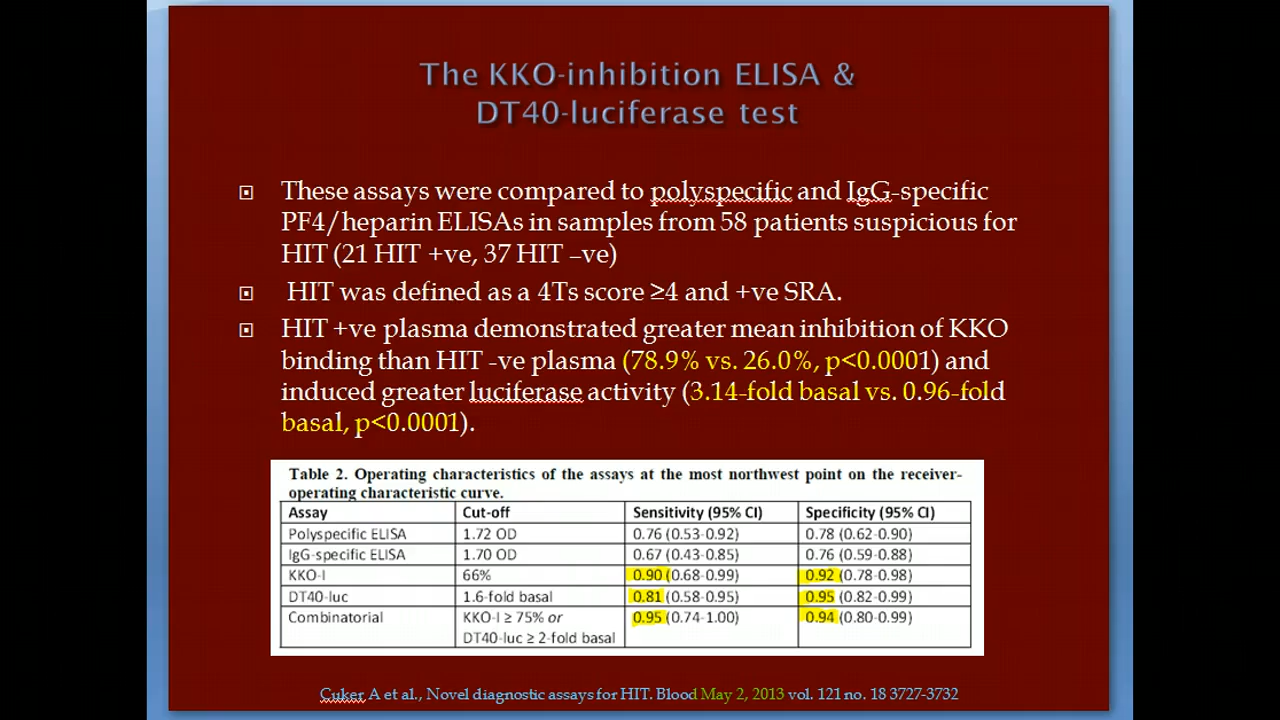 The KKO-inhibition ELISA &
DT40-luciferase test
These assays were compared to polyspecific and IgG-specific
PF4/heparin ELISAs in samples from 58 patients suspicious for
HIT (21 HIT +ve, 37 HIT –ve)
HIT was defined as a 4Ts score ≥4 and +ve SRA.
HIT +ve plasma demonstrated greater mean inhibition of KKO
binding than HIT -ve plasma (78.9% vs. 26.0%, p<0.0001) and
induced greater luciferase activity (3.14-fold basal vs. 0.96-fold
basal, p<0.0001).
Table 2. Operating characteristics of the assays at the most northwest point on the receiver-
operating characteristic curve.
Assay Cut-off Sensitivity (95% CI) Specificity (95% CI)
Polyspecific ELISA 1.72 OD 0.76 (0.53-0.92) 0.78 (0.62-0.90)
IgG-specific ELISA 1.70 OD 0.67 (0.43-0.85) 0.76 (0.59-0.88)
KKO-I 66% 0.90 (0.68-0.99) 0.92 (0.78-0.98)
DT40-luc 1.6-fold basal 0.81 (0.58-0.95) 0.95 (0.82-0.99)
Combinatorial KKO-I ≥ 75% or 0.95 (0.74-1.00) 0.94 (0.80-0.99)
DT40-luc ≥ 2-fold basal
Cuker A et al., Novel diagnostic assays for HIT. Blood May 2, 2013 vol. 121 no. 18 3727-3732